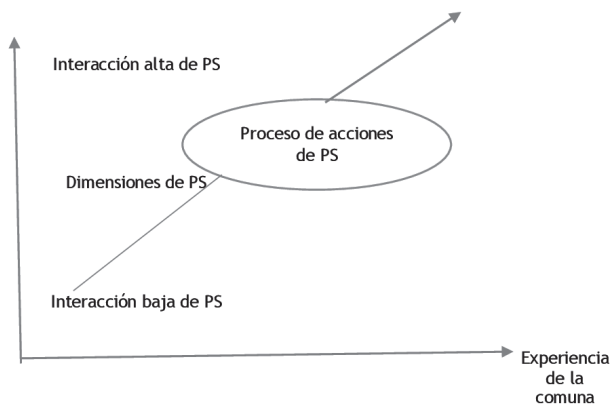 Interacción alta de PS
Proceso de acciones
de PS
Dimensiones de PS
Interacción baja de PS
Experiencia
de la
comuna